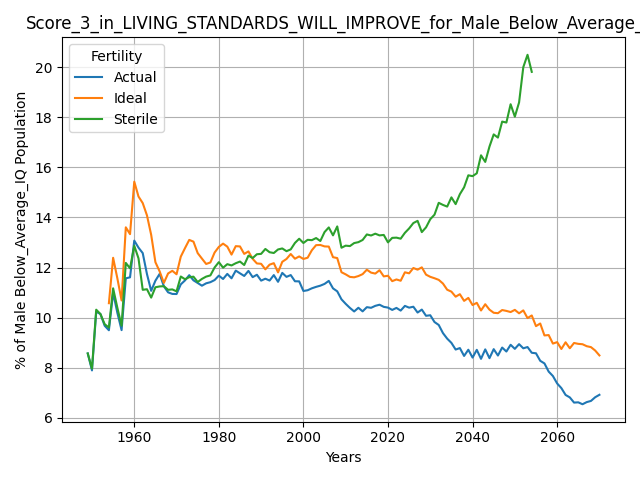 Score_3_in_LIVING_STANDARDS_WILL_IMPROVE_for_Male_Below_Average_
Fertility
Actual
Ideal
Sterile
% of Male Below_Average_IQ Population
20
18
16
14
12
10
8
6
1960 1980 2000 2020 2040 2060
Years